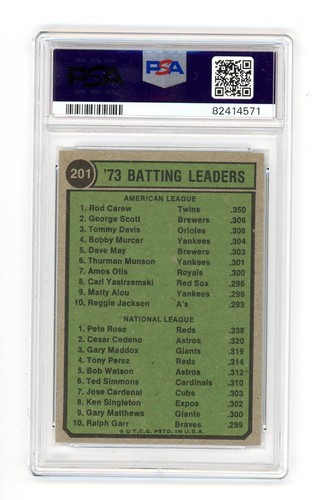 PSA
PSA
82414571
201 '73 BATTING LEADERS
AMERICAN LEAGUE
1. Rod Carew Twins .350
2. George Scott Brewers .306
3. Tommy Davis Orioles .306
4. Bobby Murcer Yankees .304
5. Dave May Brewers .303
6. Thurman Munson Yankees .301
7. Amos Otis Royals .300
8. Carl Yastrzemski Red Sox .296
9. Matty Alou Yankees .295
10. Reggie Jackson A's .293
NATIONAL LEAGUE
1. Pete Rose Reds .338
2. Cesar Cedeno Astros .320
3. Gary Maddox Giants .319
4. Tony Perez Reds .314
5. Bob Watson Astros .312
6. Ted Simmons Cardinals .310
7. Jose Cardenal Cubs .303
8. Ken Singleton Expos .302
9. Gary Matthews Giants .300
10. Ralph Garr Braves .299
© T.C.G. PRTD. IN U.S.A.